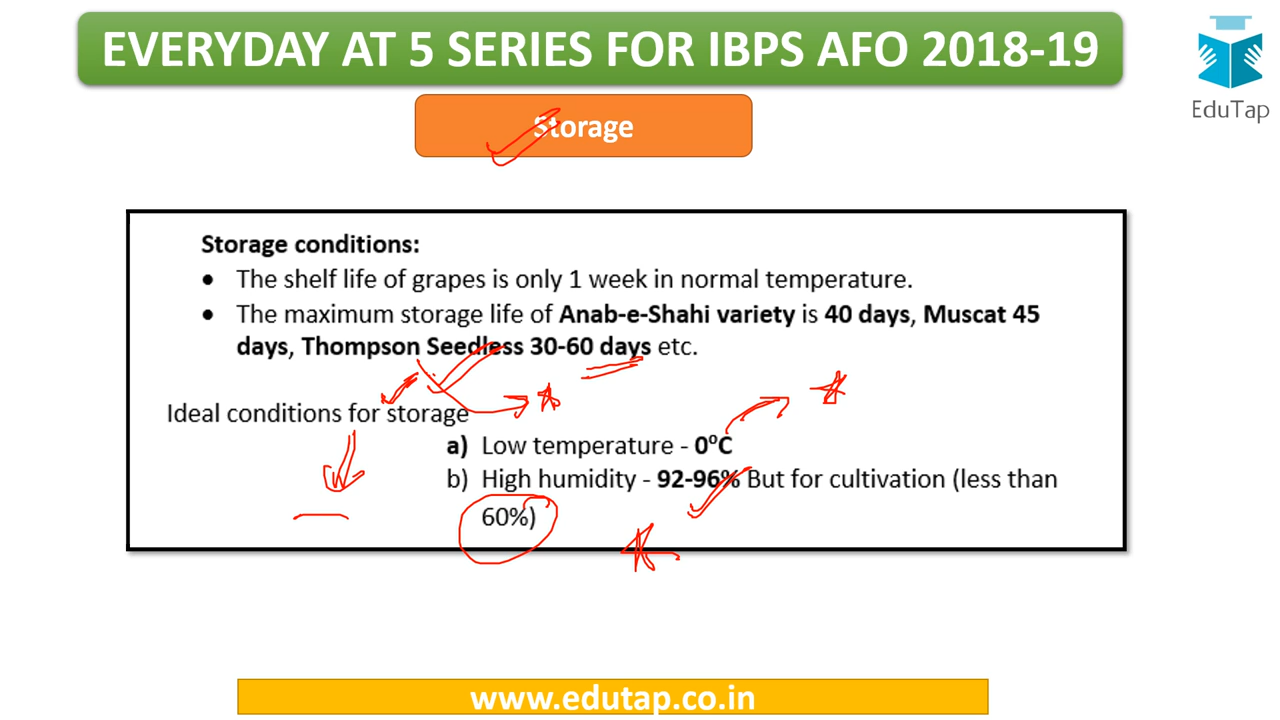 EVERYDAY AT 5 SERIES FOR IBPS AFO 2018-19
EduTap
Storage
Storage conditions:
• The shelf life of grapes is only 1 week in normal temperature.
• The maximum storage life of Anab-e-Shahi variety is 40 days, Muscat 45
days, Thompson Seedless 30-60 days etc.
Ideal conditions for storage
a) Low temperature - 0°C
b) High humidity - 92-96% But for cultivation (less than
60%)
www.edutap.co.in